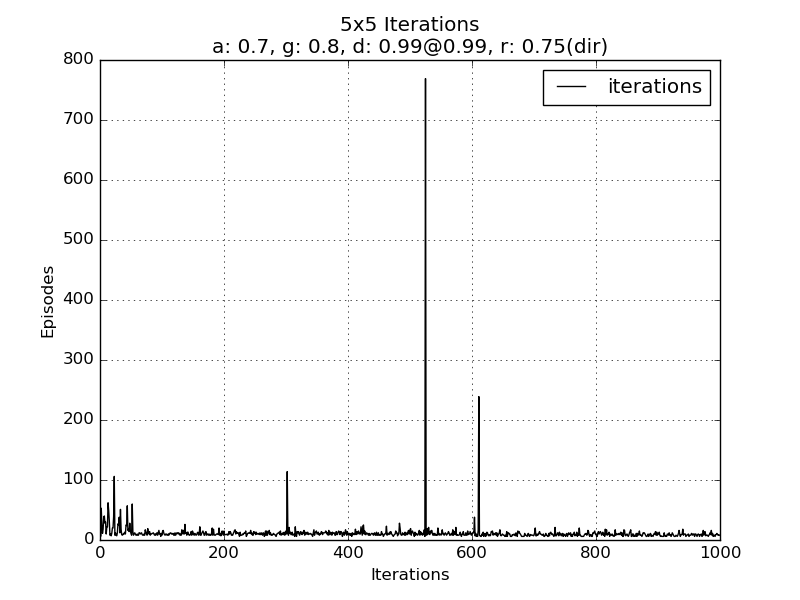 5x5 Iterations
a: 0.7, g: 0.8, d: 0.99@0.99, r: 0.75(dir)
iterations
800
700
600
500
400
300
200
100
0
Episodes
0 200 400 600 800 1000
Iterations